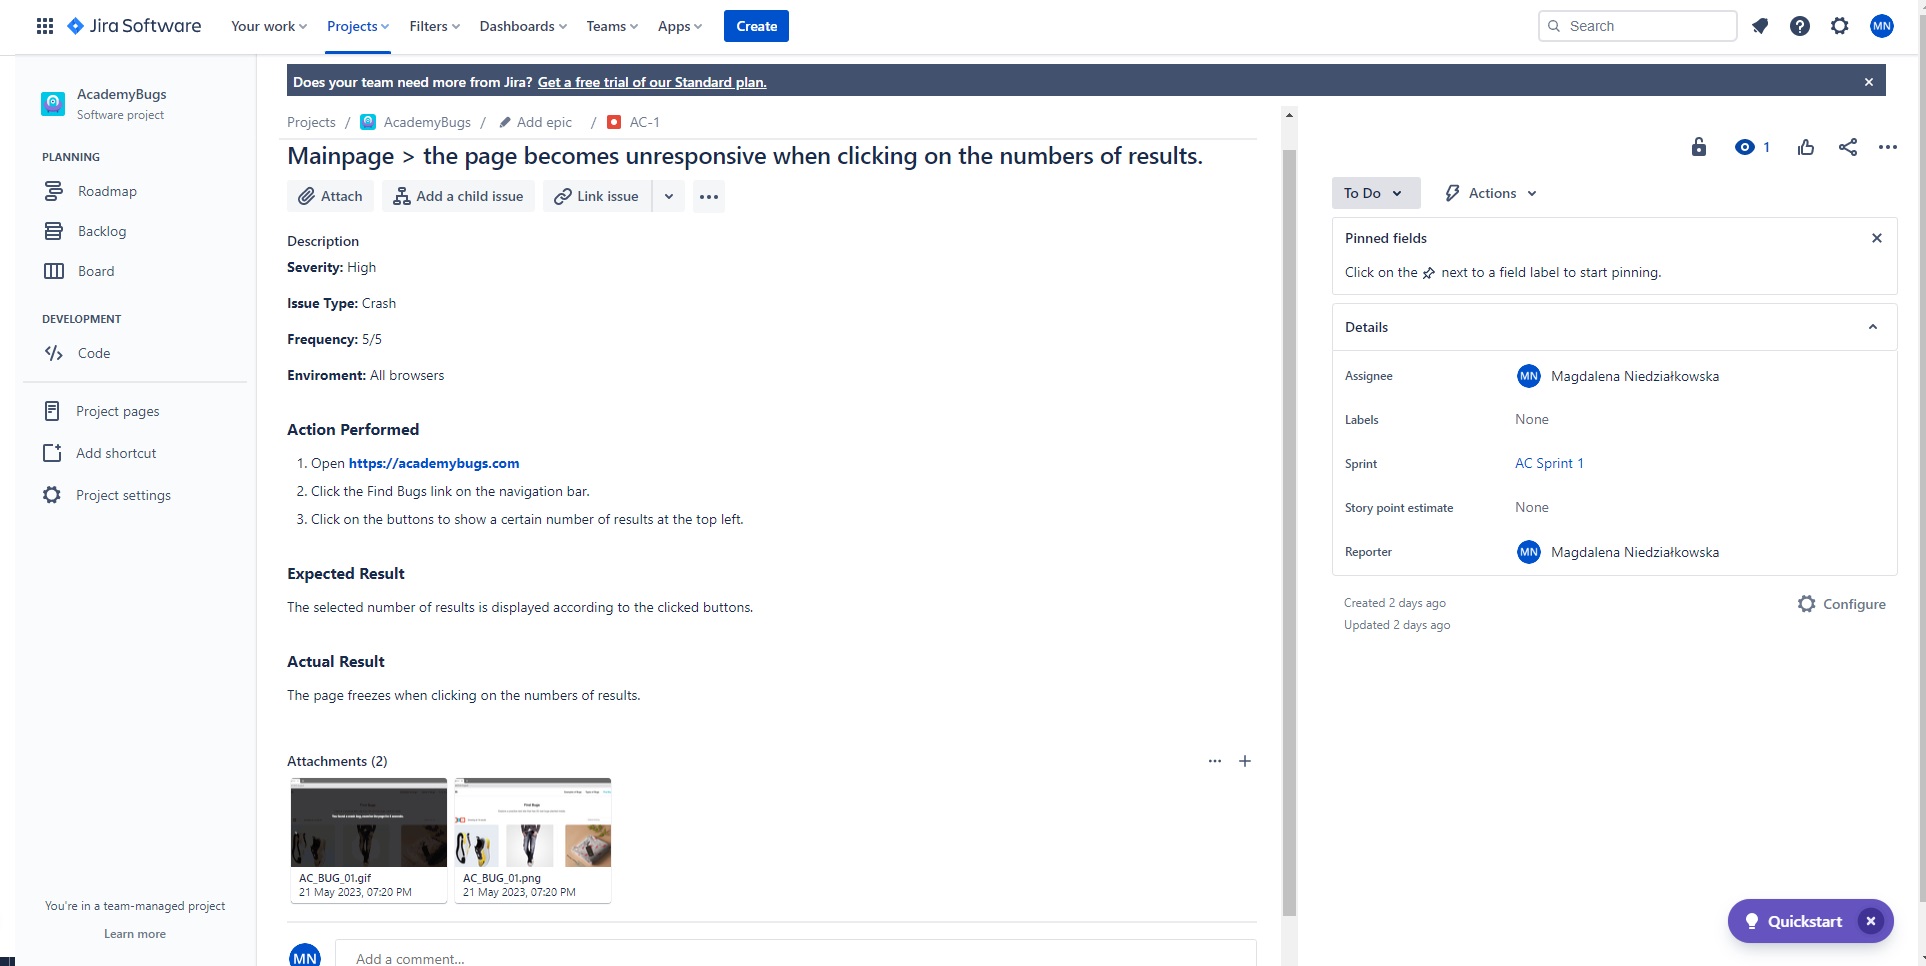 Jira Software
Your work
Projects
Filters
Dashboards
Teams
Apps
Create
Search
MN
AcademyBugs
Software project
PLANNING
Roadmap
Backlog
Board
DEVELOPMENT
Code
Project pages
Add shortcut
Project settings
You're in a team-managed project
Learn more
Does your team need more from Jira? Get a free trial of our Standard plan.
Projects / AcademyBugs / Add epic / AC-1
Mainpage > the page becomes unresponsive when clicking on the numbers of results.
Attach
Add a child issue
Link issue
Description
Severity: High
Issue Type: Crash
Frequency: 5/5
Enviroment: All browsers
Action Performed
1. Open https://academybugs.com
2. Click the Find Bugs link on the navigation bar.
3. Click on the buttons to show a certain number of results at the top left.
Expected Result
The selected number of results is displayed according to the clicked buttons.
Actual Result
The page freezes when clicking on the numbers of results.
Attachments (2)
Find Bugs
AC_BUG_01.gif
21 May 2023, 07:20 PM
Find Bugs
AC_BUG_01.png
21 May 2023, 07:20 PM
MN
Add a comment...
1
To Do
Actions
Pinned fields
Click on the next to a field label to start pinning.
Details
Assignee
MN Magdalena Niedziałkowska
Labels
None
Sprint
AC Sprint 1
Story point estimate
None
Reporter
MN Magdalena Niedziałkowska
Created 2 days ago
Updated 2 days ago
Configure
Quickstart